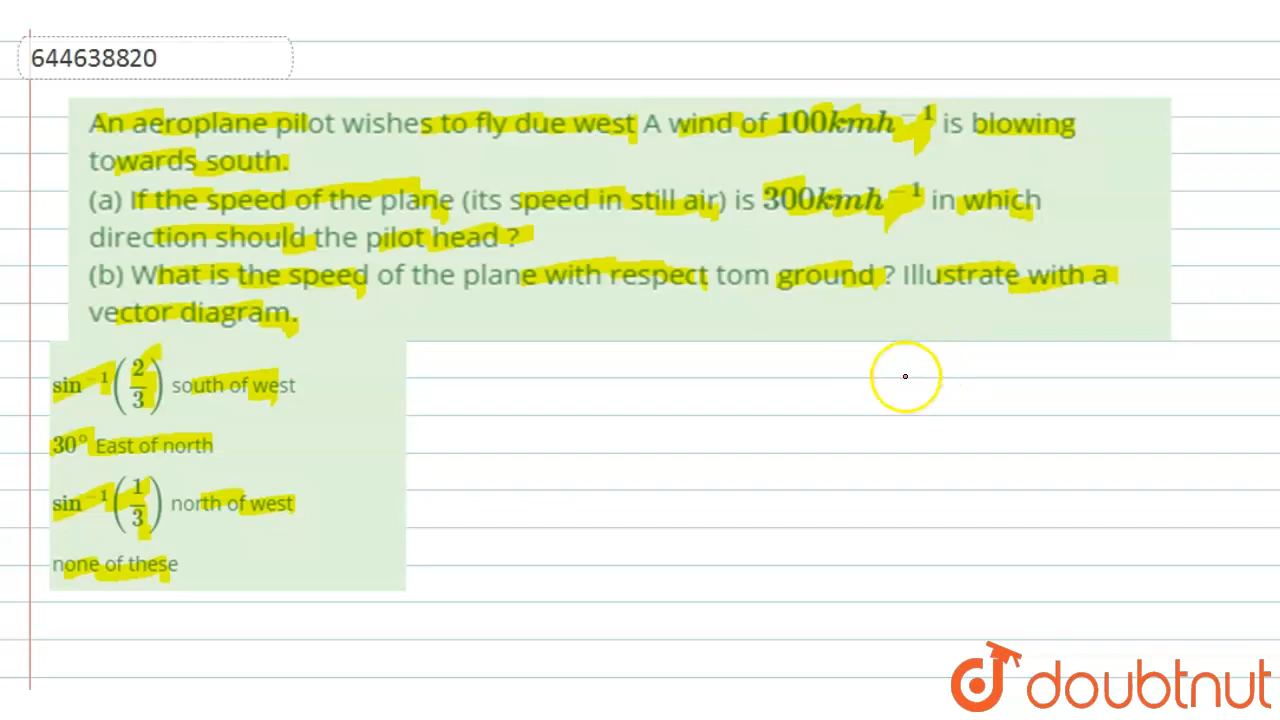 644638820
An aeroplane pilot wishes to fly due west A wind of 100kmh⁻¹ is blowing
towards south.
(a) If the speed of the plane (its speed in still air) is 300kmh⁻¹ in which
direction should the pilot head ?
(b) What is the speed of the plane with respect tom ground ? Illustrate with a
vector diagram.
sin⁻¹(2/3) south of west
30° East of north
sin⁻¹(1/3) north of west
none of these
doubtnut